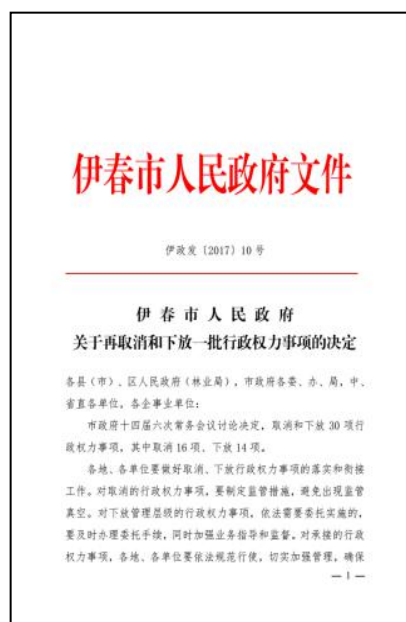 伊春市人民政府文件
伊政发〔2017〕10号
伊春市人民政府
关于再取消和下放一批行政权力事项的决定
各县（市）、区人民政府（林业局），市政府各委、办、局，中、
省直各单位，各企事业单位：
市政府十四届六次常务会议讨论决定，取消和下放30项行
政权力事项，其中取消16项、下放14项。
各地、各单位要做好取消、下放行政权力事项的落实和衔接
工作。对取消的行政权力事项，要制定监管措施，避免出现监管
真空。对下放管理层级的行政权力事项，依法需要委托实施的，
要及时办理委托手续，同时加强业务指导和监督。对承接的行政
权力事项，各地、各单位要依法规范行使，切实加强管理，确保
— 1 —